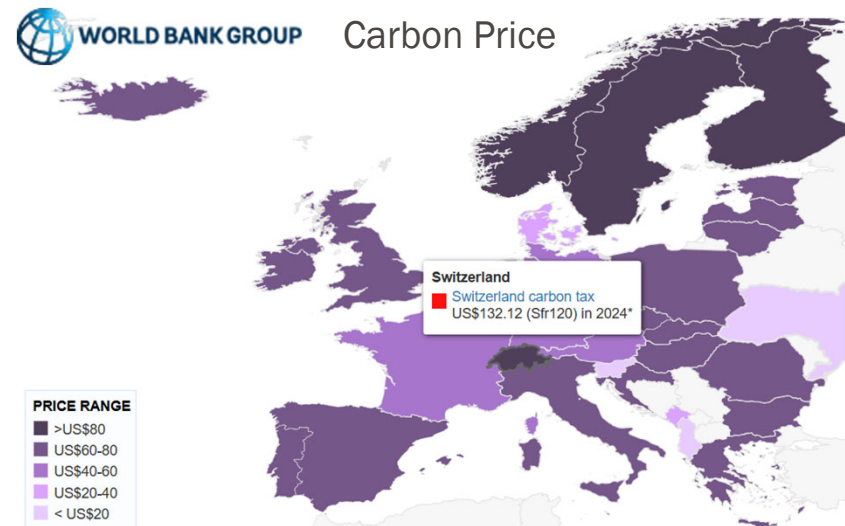 WORLD BANK GROUP
Carbon Price
Switzerland
Switzerland carbon tax
US$132.12 (Sfr120) in 2024*
PRICE RANGE
>US$80
US$60-80
US$40-60
US$20-40
< US$20